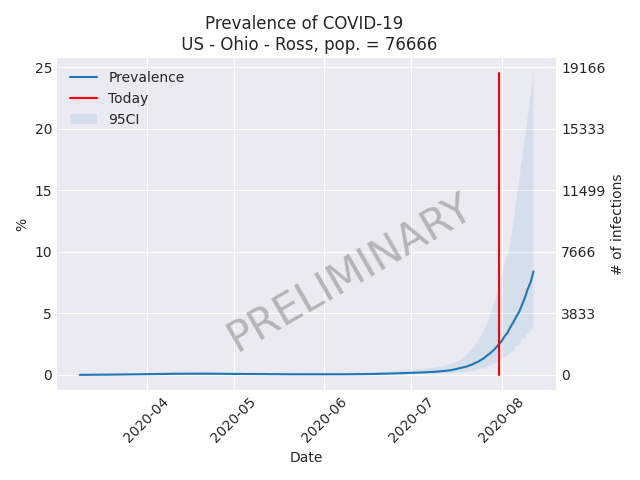 Prevalence of COVID-19
US - Ohio - Ross, pop. = 76666
Prevalence
Today
95CI
25
20
15
10
5
0
%
19166
15333
11499
7666
3833
0
# of infections
PRELIMINARY
2020-04
2020-05
2020-06
2020-07
2020-08
Date